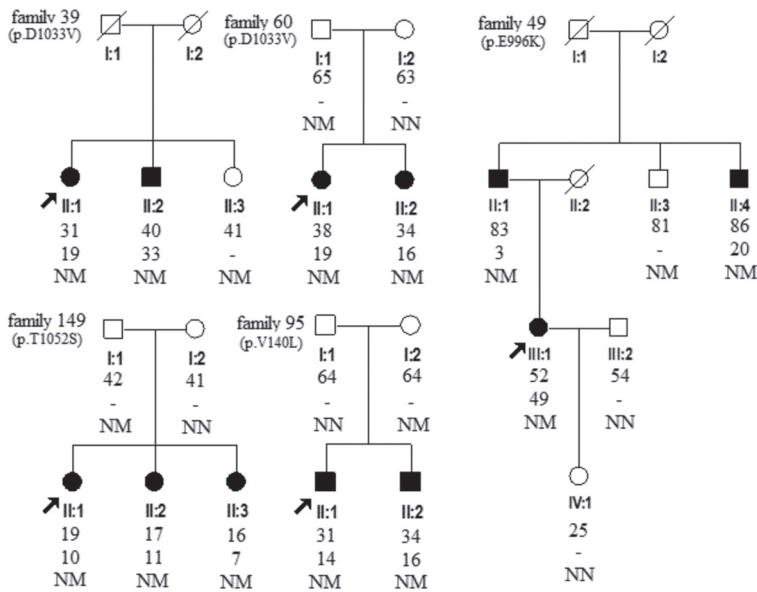 family 39
(p.D1033V)
I:1
I:2
II:1
II:2
II:3
31
40
41
19
33
-
NM
NM
family 60
(p.D1033V)
I:1
I:2
65
63
-
-
NM
NN
II:1
II:2
38
34
19
16
NM
NM
family 49
(p.E996K)
I:1
I:2
II:1
II:2
II:3
II:4
83
81
86
3
-
20
NM
NM
NM
III:1
III:2
52
54
49
-
NM
NN
IV:1
25
-
NN
family 149
(p.T1052S)
I:1
I:2
42
41
-
-
NM
NN
II:1
II:2
II:3
19
17
16
10
11
7
NM
NM
NM
family 95
(p.V140L)
I:1
I:2
64
64
-
-
NN
NM
II:1
II:2
31
34
14
16
NM
NM